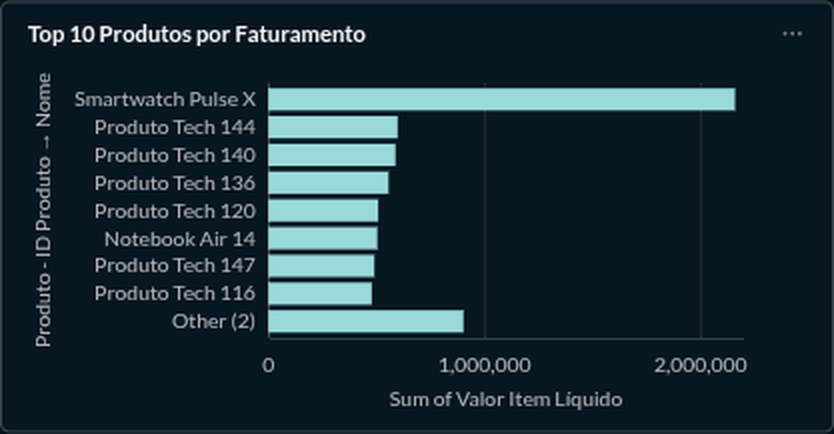 Top 10 Produtos por Faturamento
...
Produto - ID Produto → Nome
Smartwatch Pulse X
Produto Tech 144
Produto Tech 140
Produto Tech 136
Produto Tech 120
Notebook Air 14
Produto Tech 147
Produto Tech 116
Other (2)
0 1,000,000 2,000,000
Sum of Valor Item Líquido